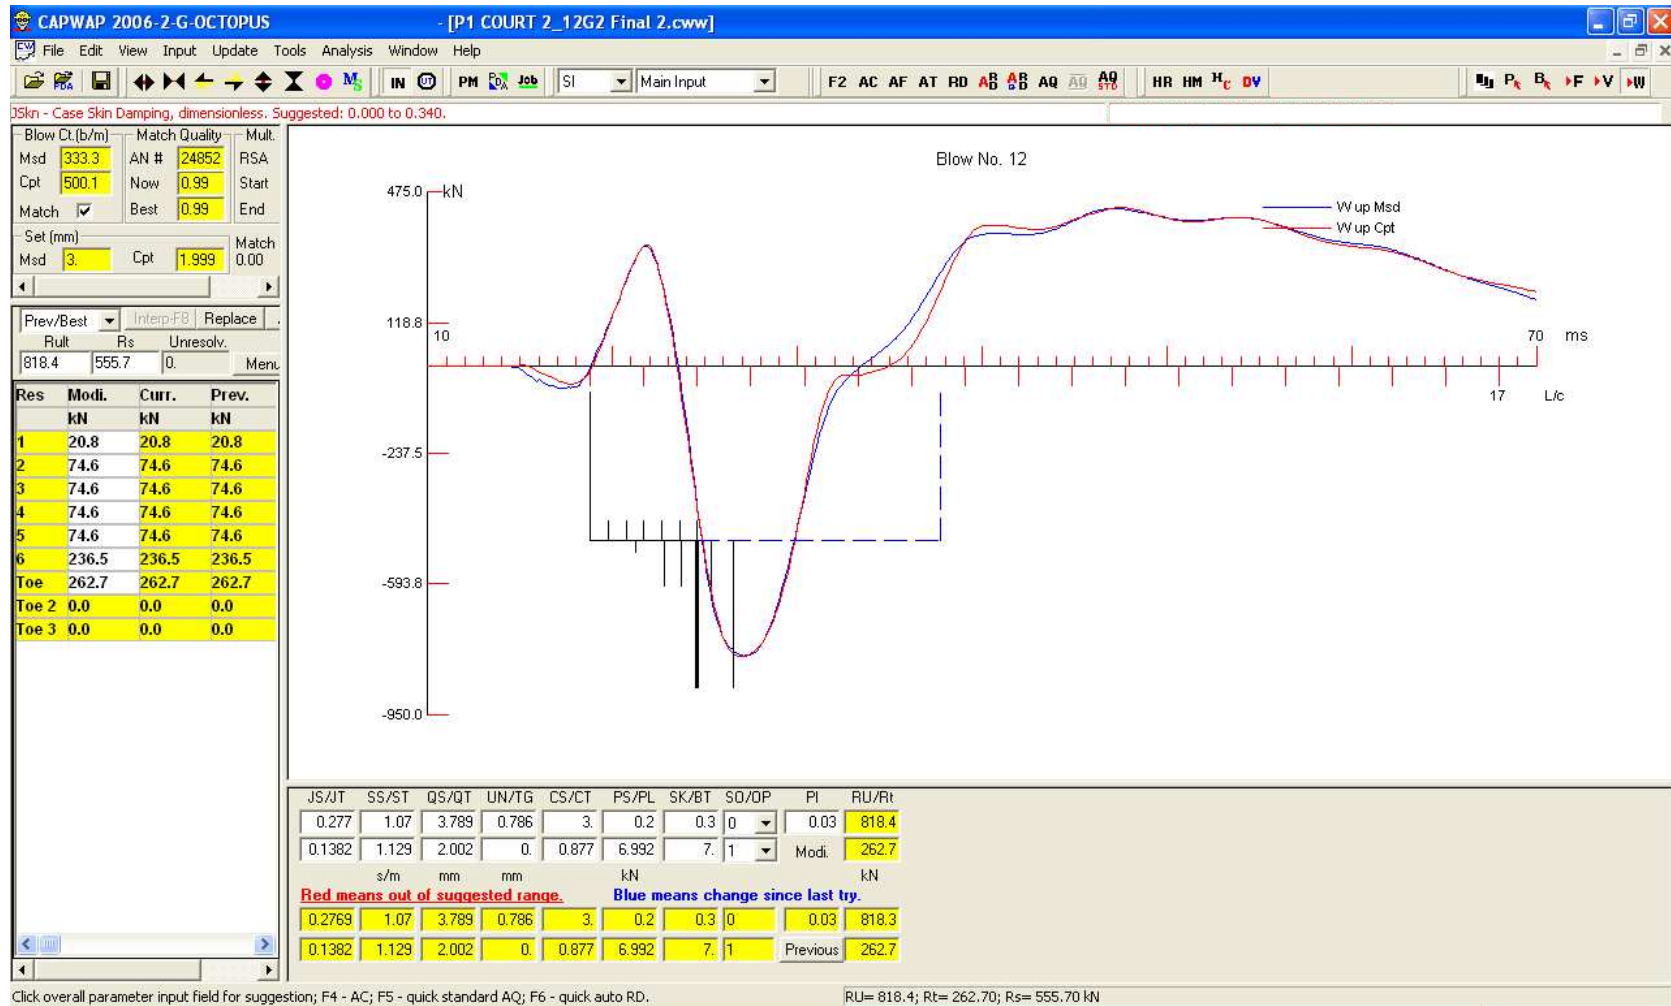 CAPWAP 2006-2-G-OCTOPUS - [P1 COURT 2_12G2 Final 2.cww]
File Edit View Input Update Tools Analysis Window Help
IN PM Job SI Main Input F2 AC AF AT RD AQ AQ HR HM Hc DV F V W
JSkn - Case Skin Damping, dimensionless. Suggested: 0.000 to 0.340.
Blow Ct.(b/m) Match Quality Mult.
Msd 333.3 AN # 24852 RSA
Cpt 500.1 Now 0.99 Start
Match Best 0.99 End
Set (mm) Match
Msd 3. Cpt 1.999 0.00
Prev/Best Interp-F8 Replace
Rult Rs Unresolv.
818.4 555.7 0. Menu
Res Modi. Curr. Prev.
kN kN kN
1 20.8 20.8 20.8
2 74.6 74.6 74.6
3 74.6 74.6 74.6
4 74.6 74.6 74.6
5 74.6 74.6 74.6
6 236.5 236.5 236.5
Toe 262.7 262.7 262.7
Toe 2 0.0 0.0 0.0
Toe 3 0.0 0.0 0.0
Blow No. 12
475.0 kN
W up Msd
W up Cpt
118.8
10 70 ms
17 L/c
-237.5
-593.8
-950.0
JS/JT SS/ST QS/QT UN/TG CS/CT PS/PL SK/BT SO/OP PI RU/Rt
0.277 1.07 3.789 0.786 3. 0.2 0.3 0 0.03 818.4
0.1382 1.129 2.002 0. 0.877 6.992 7. 1 Modi. 262.7
s/m mm mm kN kN
Red means out of suggested range. Blue means change since last try.
0.2769 1.07 3.789 0.786 3. 0.2 0.3 0 0.03 818.3
0.1382 1.129 2.002 0. 0.877 6.992 7. 1 Previous 262.7
Click overall parameter input field for suggestion; F4 - AC; F5 - quick standard AQ; F6 - quick auto RD. RU= 818.4; Rt= 262.70; Rs= 555.70 kN